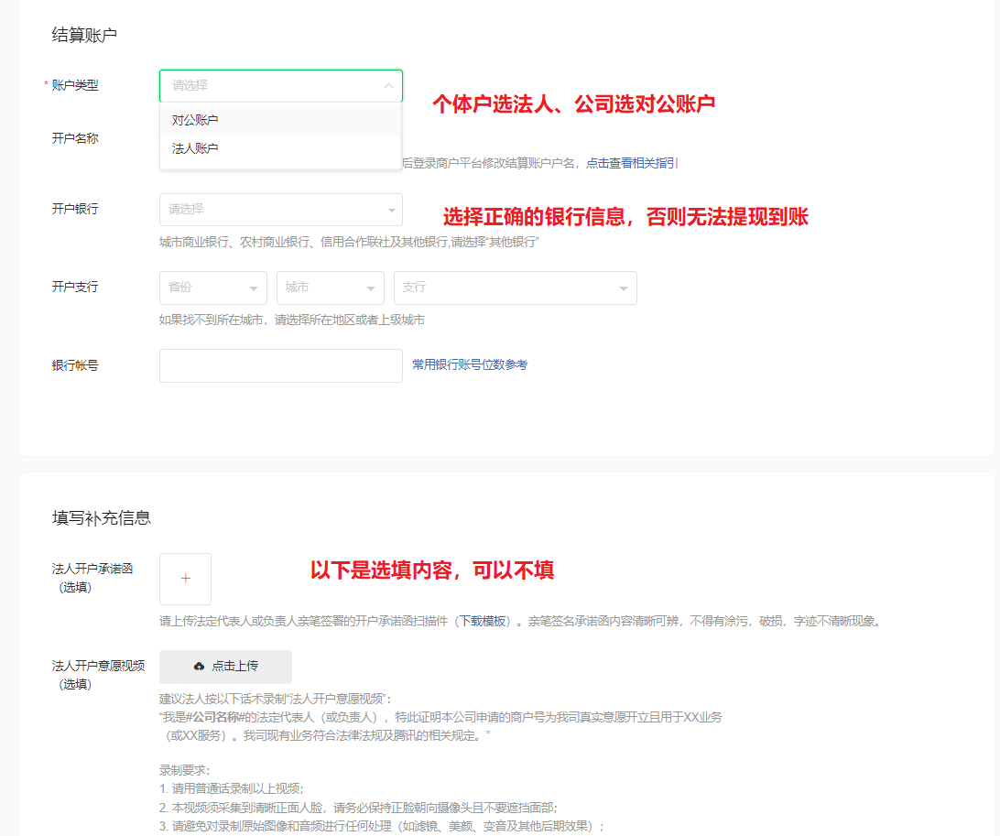 结算账户
* 账户类型
请选择
个体户选法人、公司选对公账户
对公账户
开户名称
法人账户
后登录商户平台修改结算账户户名，点击查看相关指引
开户银行
请选择
选择正确的银行信息，否则无法提现到账
城市商业银行、农村商业银行、信用合作联社及其他银行,请选择“其他银行”
开户支行
省份
城市
支行
如果找不到所在城市，请选择所在地区或者上级城市
银行帐号
常用银行账号位数参考
填写补充信息
法人开户承诺函
（选填）
+
以下是选填内容，可以不填
请上传法定代表人或负责人亲笔签署的开户承诺函扫描件（下载模板）。亲笔签名承诺函内容清晰可辨，不得有涂污，破损，字迹不清晰现象。
法人开户意愿视频
（选填）
点击上传
建议法人按以下话术录制“法人开户意愿视频”：
“我是#公司名称#的法定代表人（或负责人），特此证明本公司申请的商户号为我司真实意愿开立且用于XX业务
（或XX服务）。我司现有业务符合法律法规及腾讯的相关规定。”
录制要求：
1. 请用普通话录制以上视频；
2. 本视频须采集到清晰正面人脸，请务必保持正脸朝向摄像头且不要遮挡面部；
3. 请避免对录制原始图像和音频进行任何处理（如滤镜、美颜、变音及其他后期效果）；